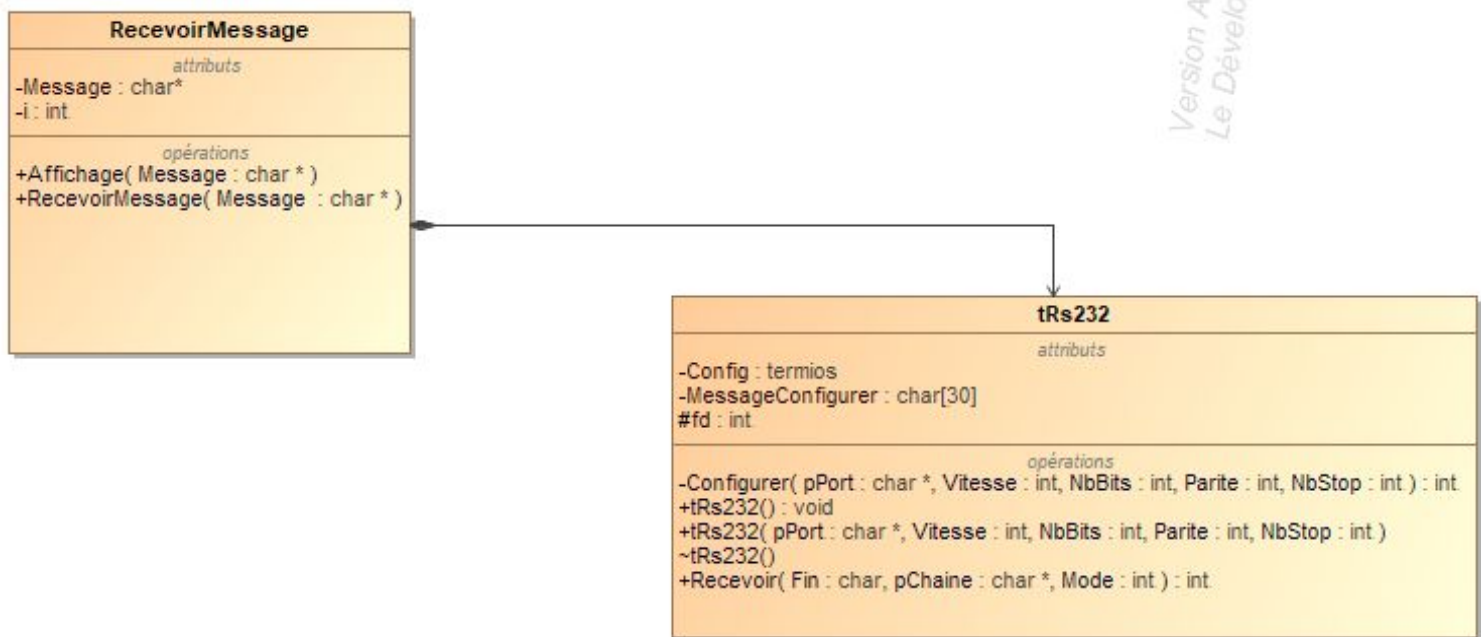 RecevoirMessage
attributs
-Message : char*
-i : int
opérations
+Affichage( Message : char * )
+RecevoirMessage( Message : char * )
Version
Le
tRs232
attributs
-Config : termios
-MessageConfigurer : char[30]
#fd : int
opérations
-Configurer( pPort : char *, Vitesse : int, NbBits : int, Parite : int, NbStop : int ) : int
+tRs232() : void
+tRs232( pPort : char *, Vitesse : int, NbBits : int, Parite : int, NbStop : int )
~tRs232()
+Recevoir( Fin : char, pChaine : char *, Mode : int ) : int